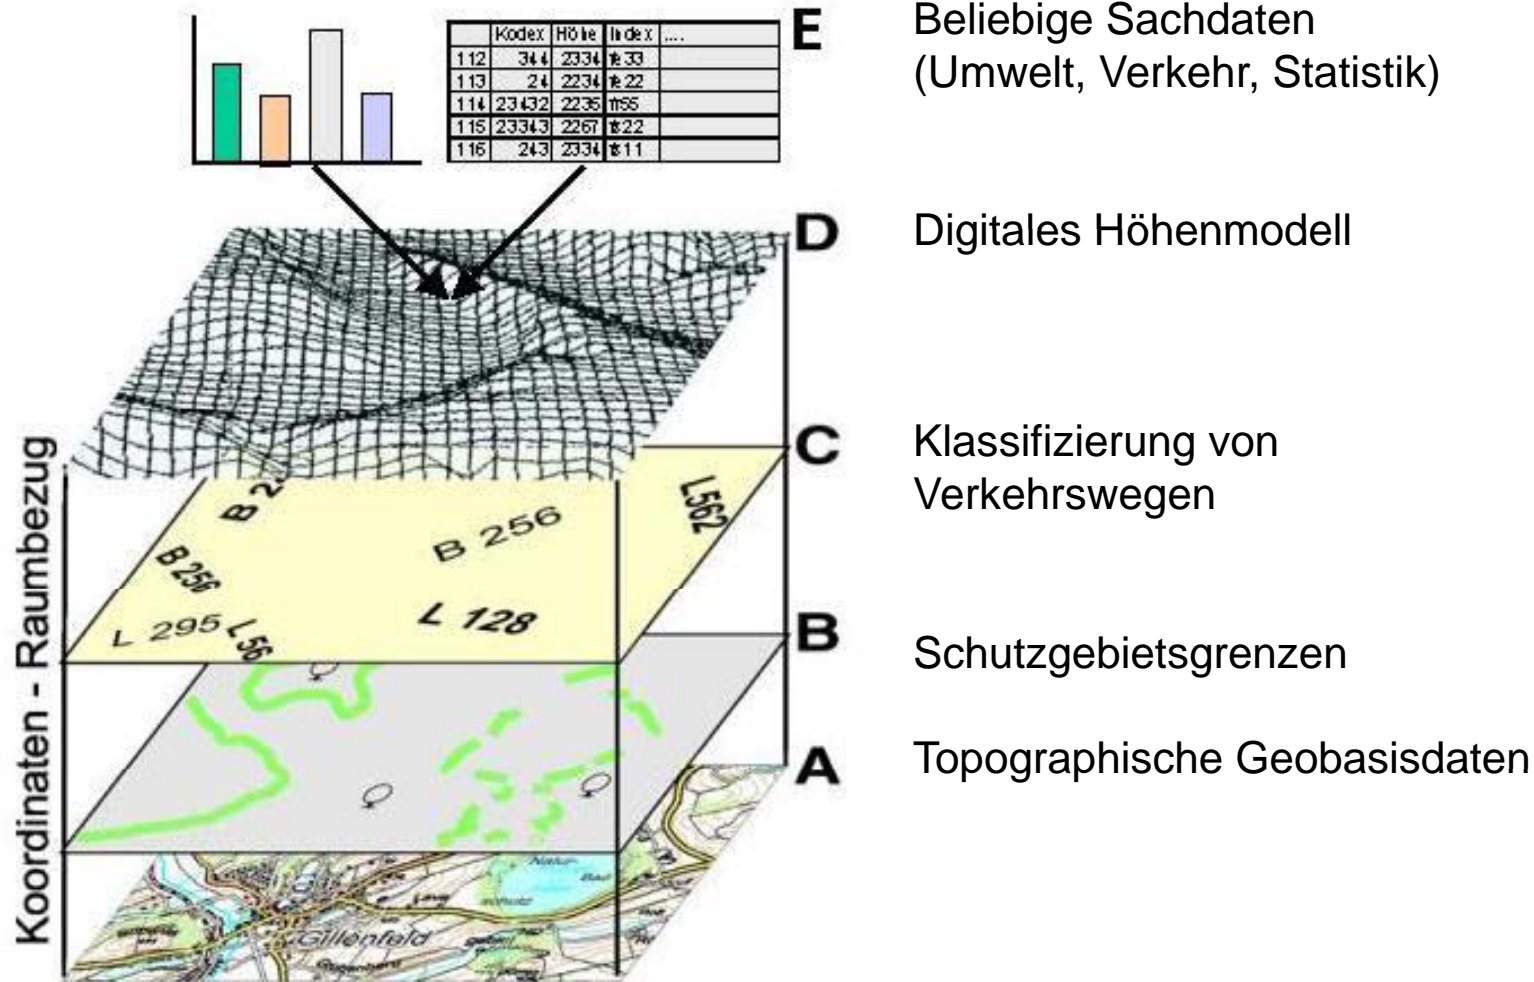 E
Beliebige Sachdaten
(Umwelt, Verkehr, Statistik)
Kodex Höhe Index ....
112 344 2334
113 24 2234
114 23432 2235
115 23343 2267
116 243 2334
D
Digitales Höhenmodell
C
Klassifizierung von
Verkehrswegen
B 256
L562
B 256
L 295
L 56
L 128
B
Schutzgebietsgrenzen
A
Topographische Geobasisdaten
Natur-
schutz
Gillenfeld
Koordinaten - Raumbezug